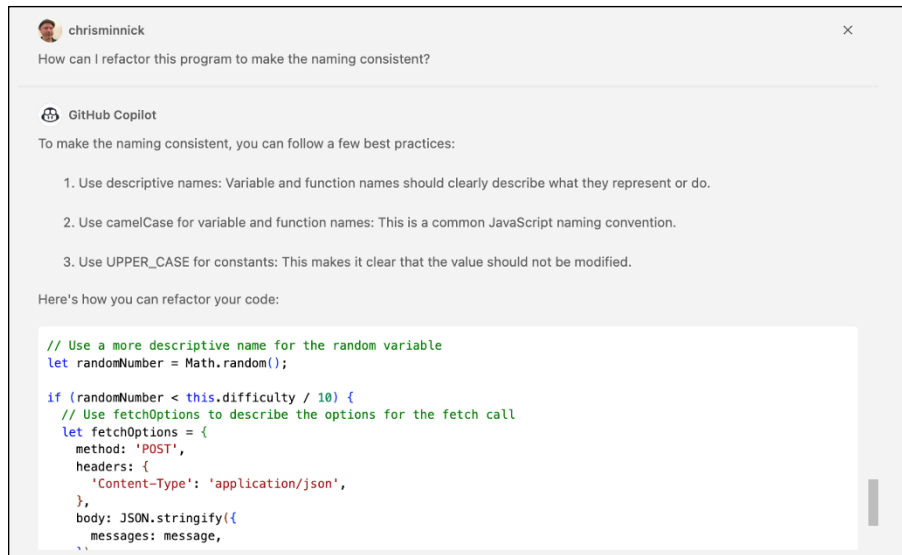 chrisminnick
How can I refactor this program to make the naming consistent?
GitHub Copilot
To make the naming consistent, you can follow a few best practices:
1. Use descriptive names: Variable and function names should clearly describe what they represent or do.
2. Use camelCase for variable and function names: This is a common JavaScript naming convention.
3. Use UPPER_CASE for constants: This makes it clear that the value should not be modified.
Here's how you can refactor your code:
// Use a more descriptive name for the random variable
let randomNumber = Math.random();
if (randomNumber < this.difficulty / 10) {
  // Use fetchOptions to describe the options for the fetch call
  let fetchOptions = {
    method: 'POST',
    headers: {
      'Content-Type': 'application/json',
    },
    body: JSON.stringify({
      messages: message,